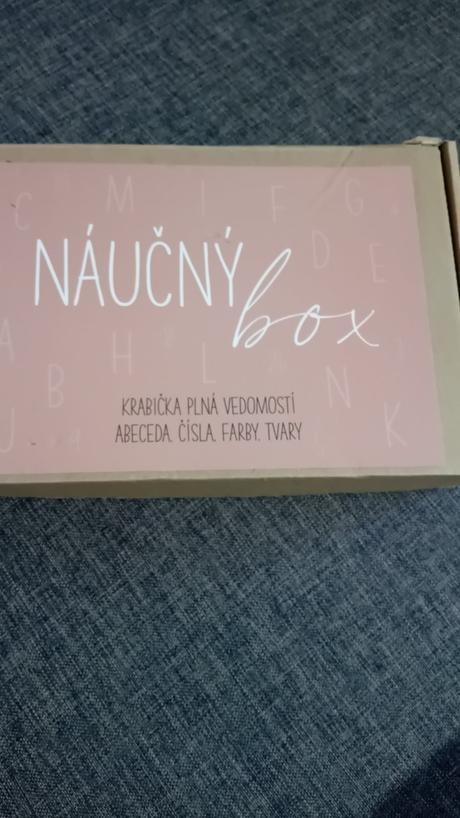 C M I F G
D E
NÁUČNÝ
box
A H L
B N
J K
KRABIČKA PLNÁ VEDOMOSTÍ
ABECEDA, ČÍSLA, FARBY, TVARY